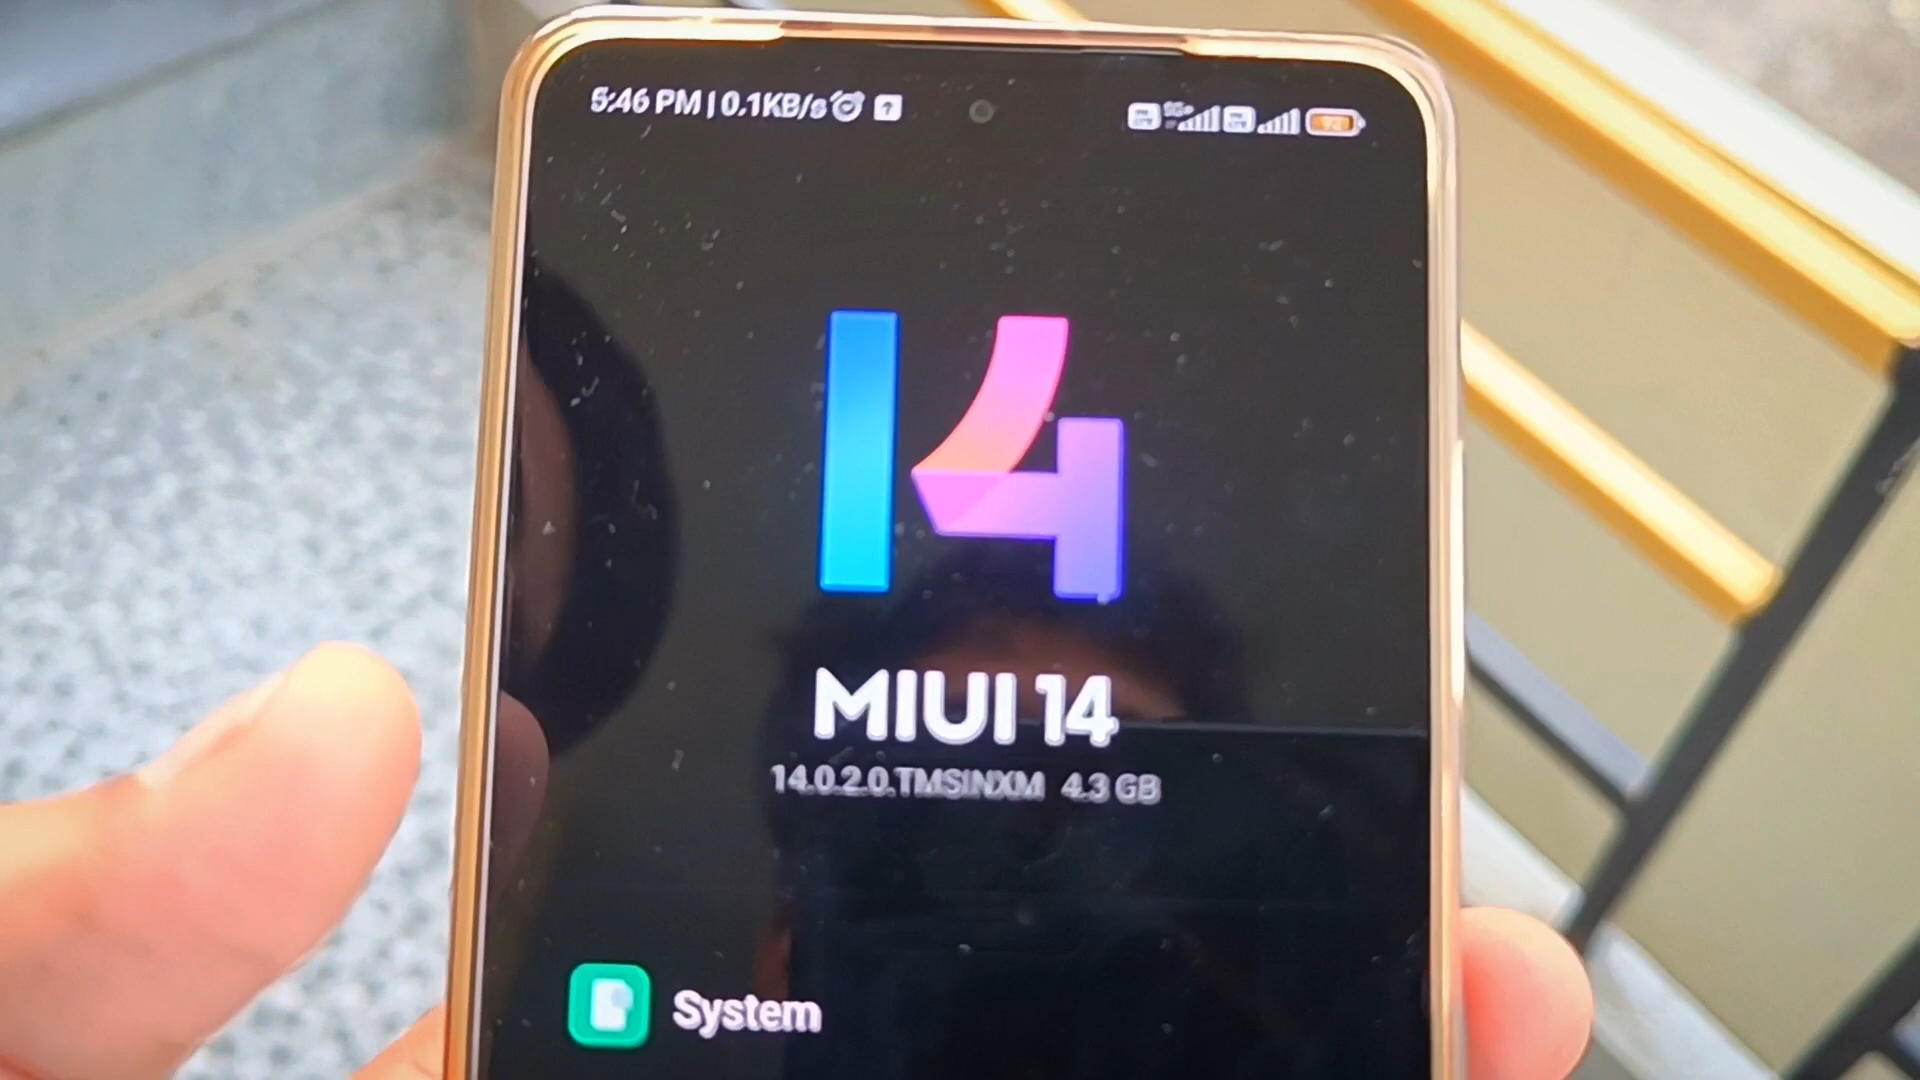 5:46 PM | 0.1KB/s
14
MIUI 14
14.0.2.0.TMSINXM 4.3 GB
System